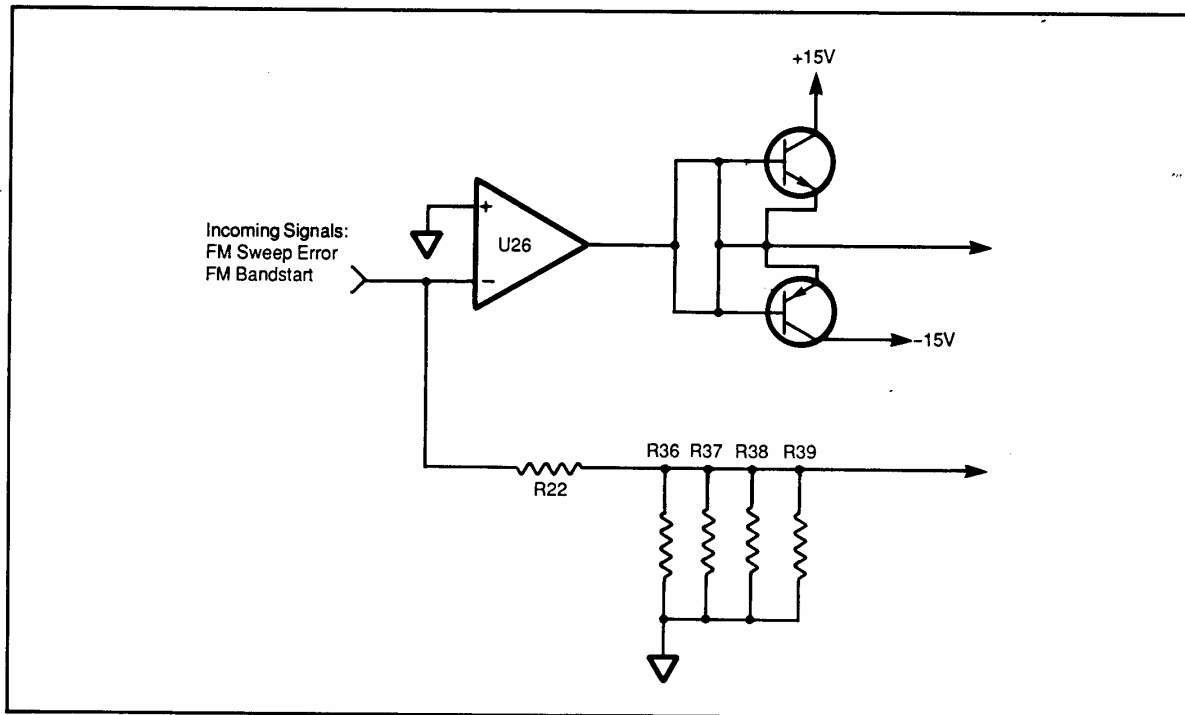 +15V
Incoming Signals:
FM Sweep Error
FM Bandstart
+
U26
−
−15V
R36 R37 R38 R39
R22